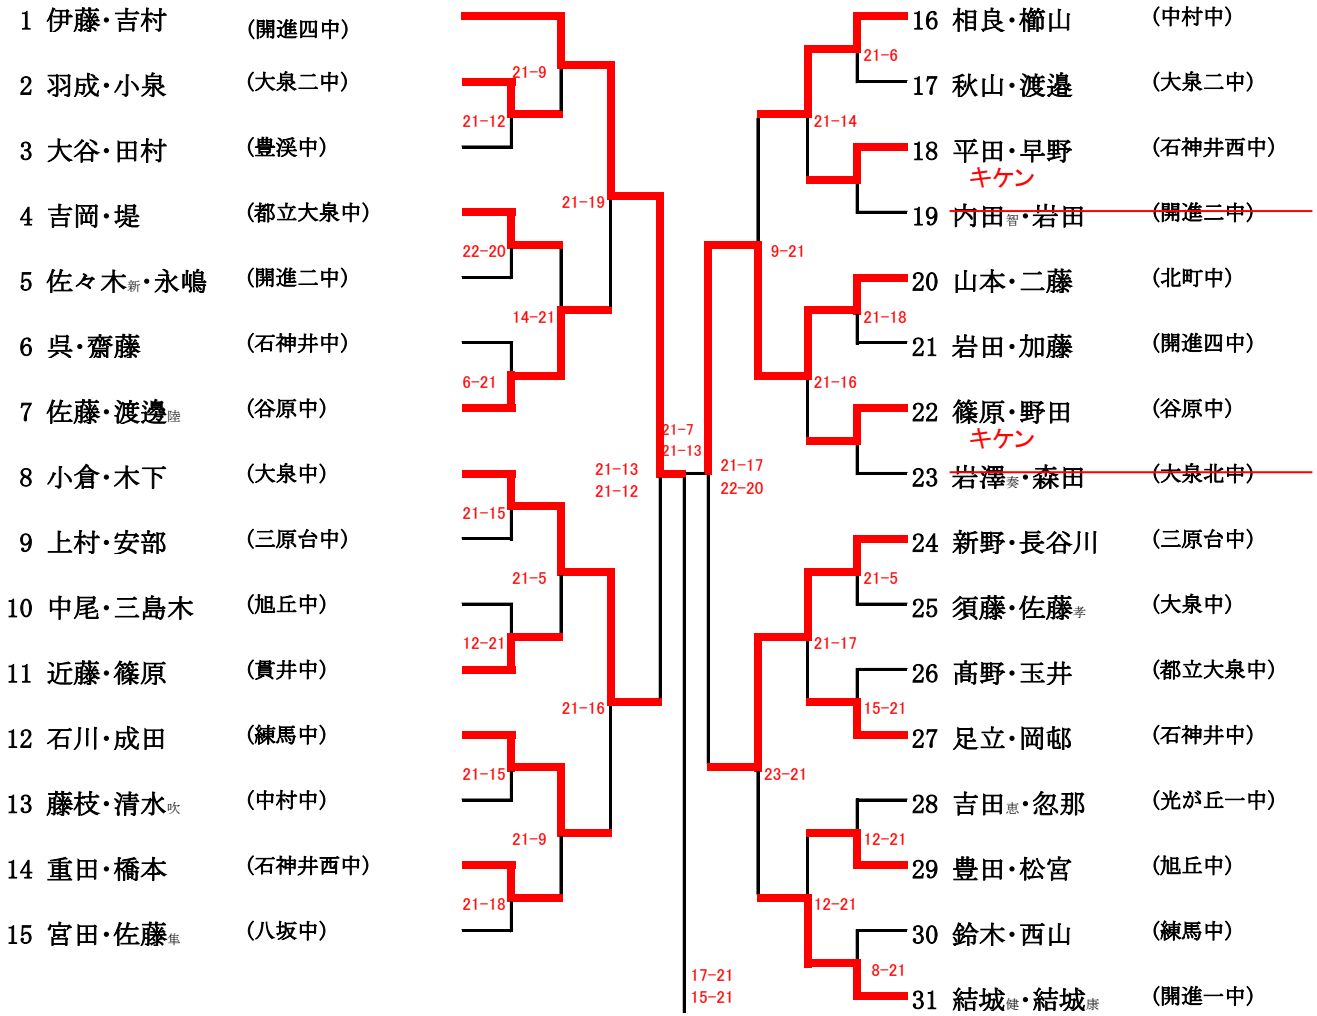 1 伊藤・吉村 (開進四中)
2 羽成・小泉 (大泉二中)
3 大谷・田村 (豊溪中)
4 吉岡・堤 (都立大泉中)
5 佐々木新・永嶋 (開進二中)
6 呉・齋藤 (石神井中)
7 佐藤・渡邊陸 (谷原中)
8 小倉・木下 (大泉中)
9 上村・安部 (三原台中)
10 中尾・三島木 (旭丘中)
11 近藤・篠原 (貫井中)
12 石川・成田 (練馬中)
13 藤枝・清水吹 (中村中)
14 重田・橋本 (石神井西中)
15 宮田・佐藤隼 (八坂中)
21-9
21-12
21-19
22-20
14-21
6-21
21-15
21-5
12-21
21-16
21-15
21-9
21-18
21-13
21-12
21-7
21-13
21-17
22-20
17-21
15-21
16 相良・櫛山 (中村中)
17 秋山・渡邉 (大泉二中)
18 平田・早野 (石神井西中)
キケン
19 内田智・岩田 (開進二中)
20 山本・二藤 (北町中)
21 岩田・加藤 (開進四中)
22 篠原・野田 (谷原中)
キケン
23 岩澤奏・森田 (大泉北中)
24 新野・長谷川 (三原台中)
25 須藤・佐藤孝 (大泉中)
26 髙野・玉井 (都立大泉中)
27 足立・岡邨 (石神井中)
28 吉田恵・忍那 (光が丘一中)
29 豊田・松宮 (旭丘中)
30 鈴木・西山 (練馬中)
31 結城健・結城康 (開進一中)
21-6
21-14
9-21
21-18
21-16
21-5
21-17
15-21
23-21
12-21
12-21
8-21